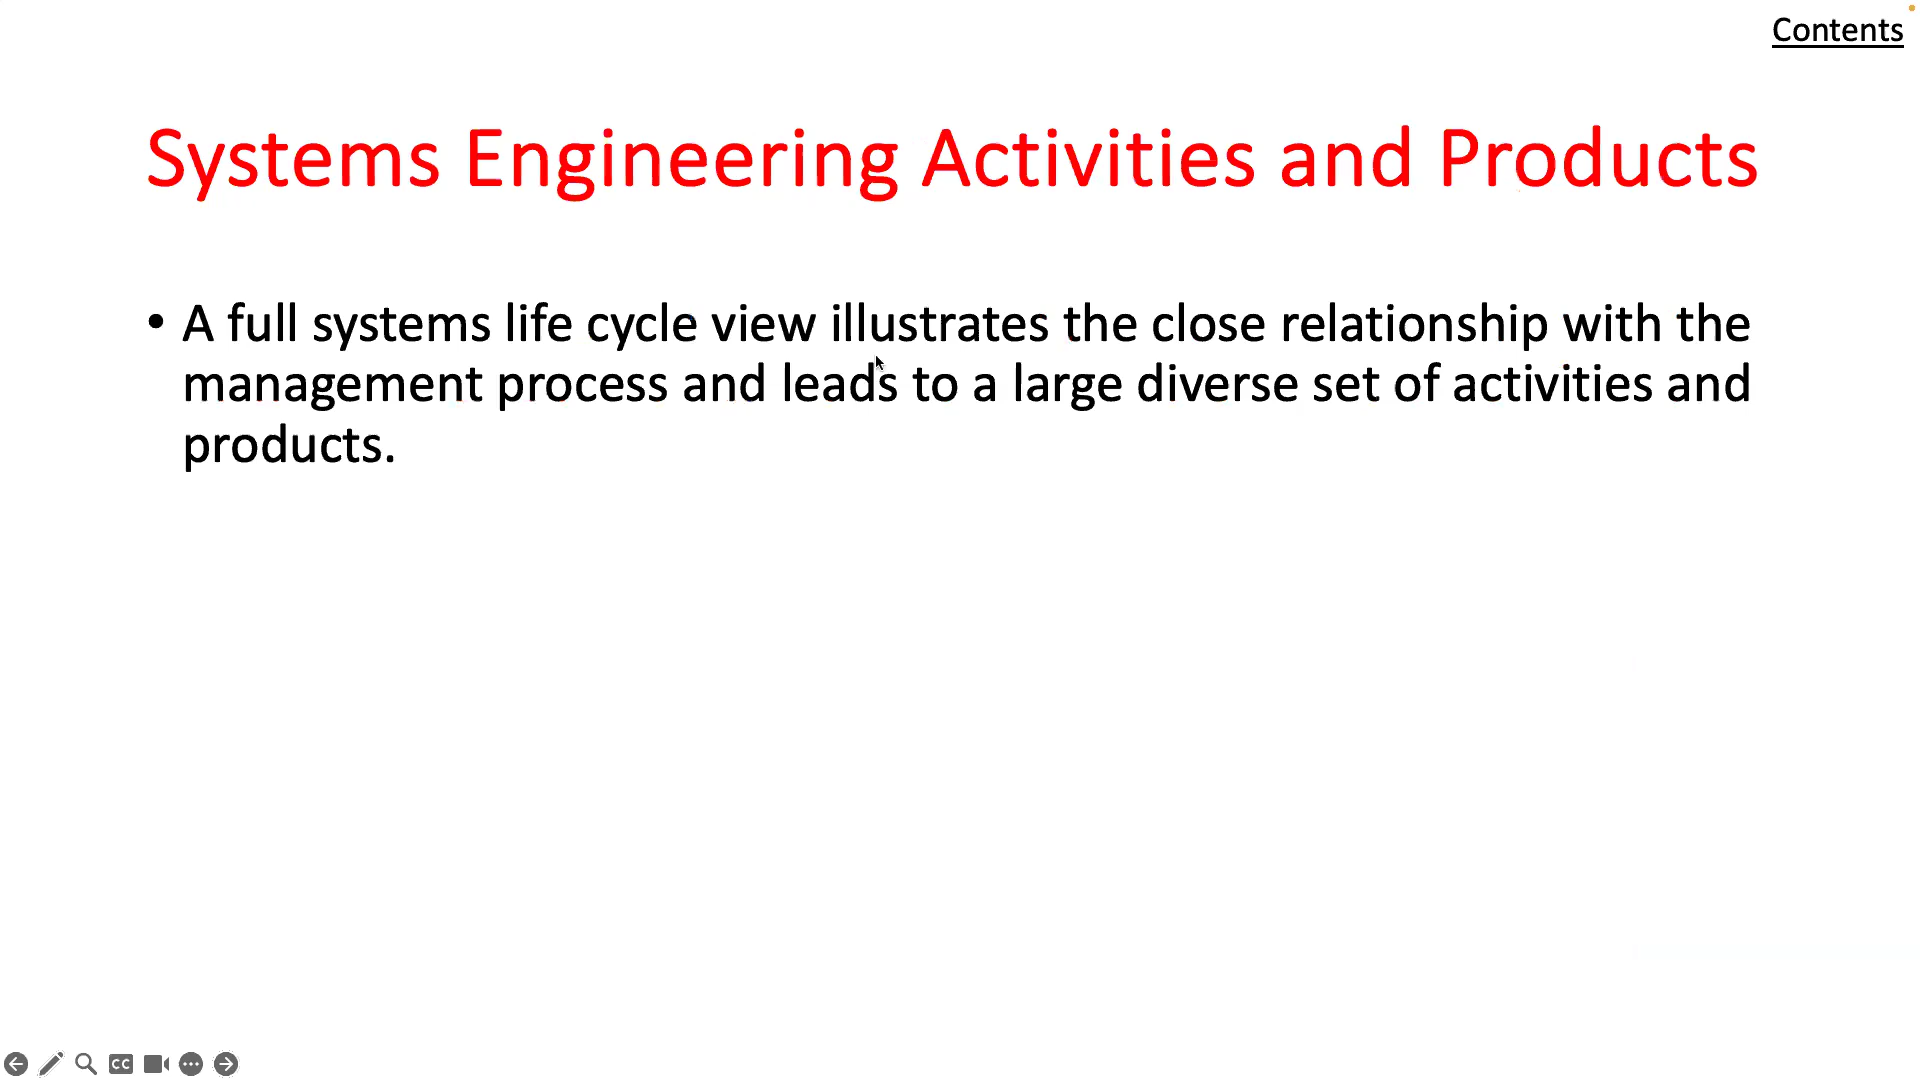 Contents
Systems Engineering Activities and Products
• A full systems life cycle view illustrates the close relationship with the
management process and leads to a large diverse set of activities and
products.
CC